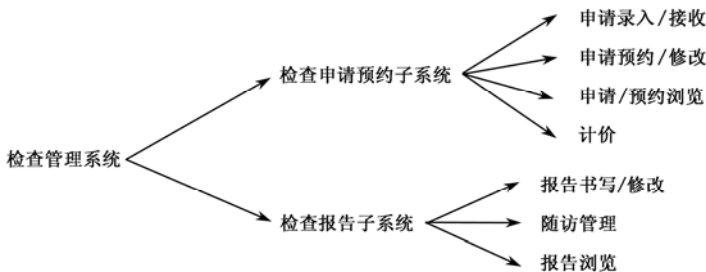 检查管理系统
检查申请预约子系统
申请录入/接收
申请预约/修改
申请/预约浏览
计价
检查报告子系统
报告书写/修改
随访管理
报告浏览